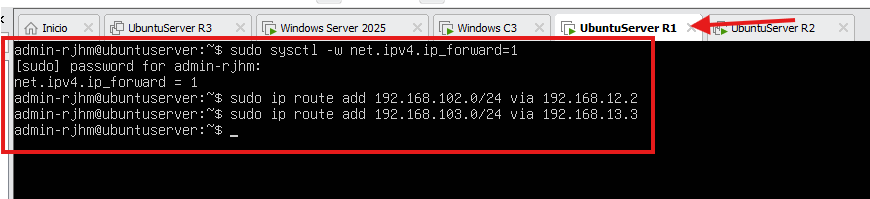 Inicio UbuntuServer R3 Windows Server 2025 Windows C3 UbuntuServer R1 UbuntuServer R2
admin-rjhm@ubuntuserver:~$ sudo sysctl -w net.ipv4.ip_forward=1
[sudo] password for admin-rjhm:
net.ipv4.ip_forward = 1
admin-rjhm@ubuntuserver:~$ sudo ip route add 192.168.102.0/24 via 192.168.12.2
admin-rjhm@ubuntuserver:~$ sudo ip route add 192.168.103.0/24 via 192.168.13.3
admin-rjhm@ubuntuserver:~$ _